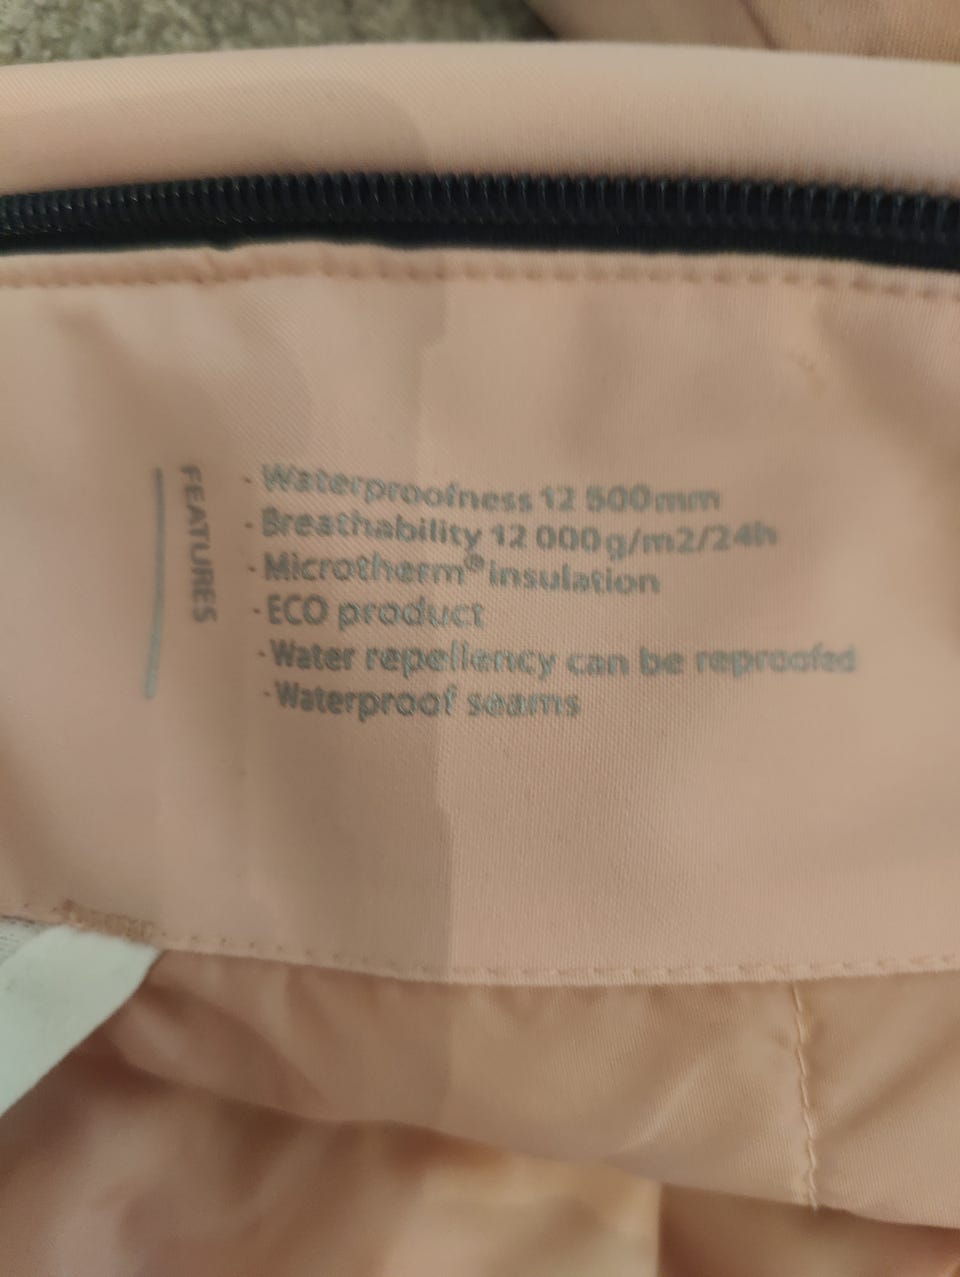 FEATURES
· Waterproofness 12 500mm
· Breathability 12 000g/m2/24h
· Microtherm® insulation
· ECO product
· Water repellency can be reproofed
· Waterproof seams